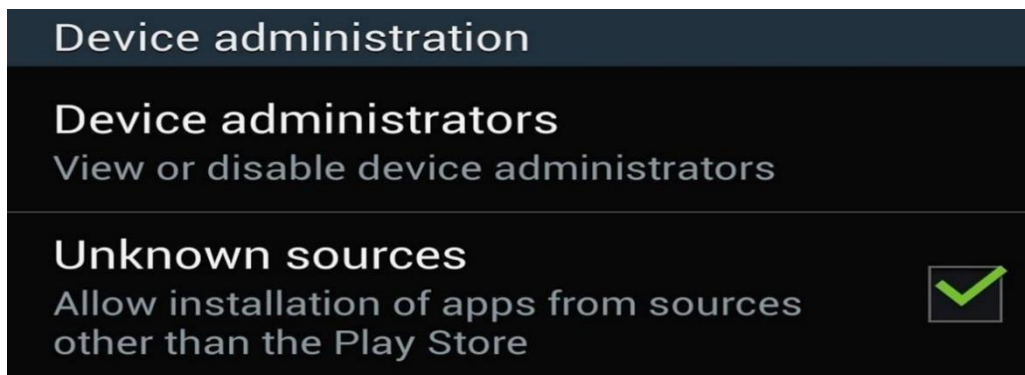 Device administration
Device administrators
View or disable device administrators
Unknown sources
Allow installation of apps from sources
other than the Play Store